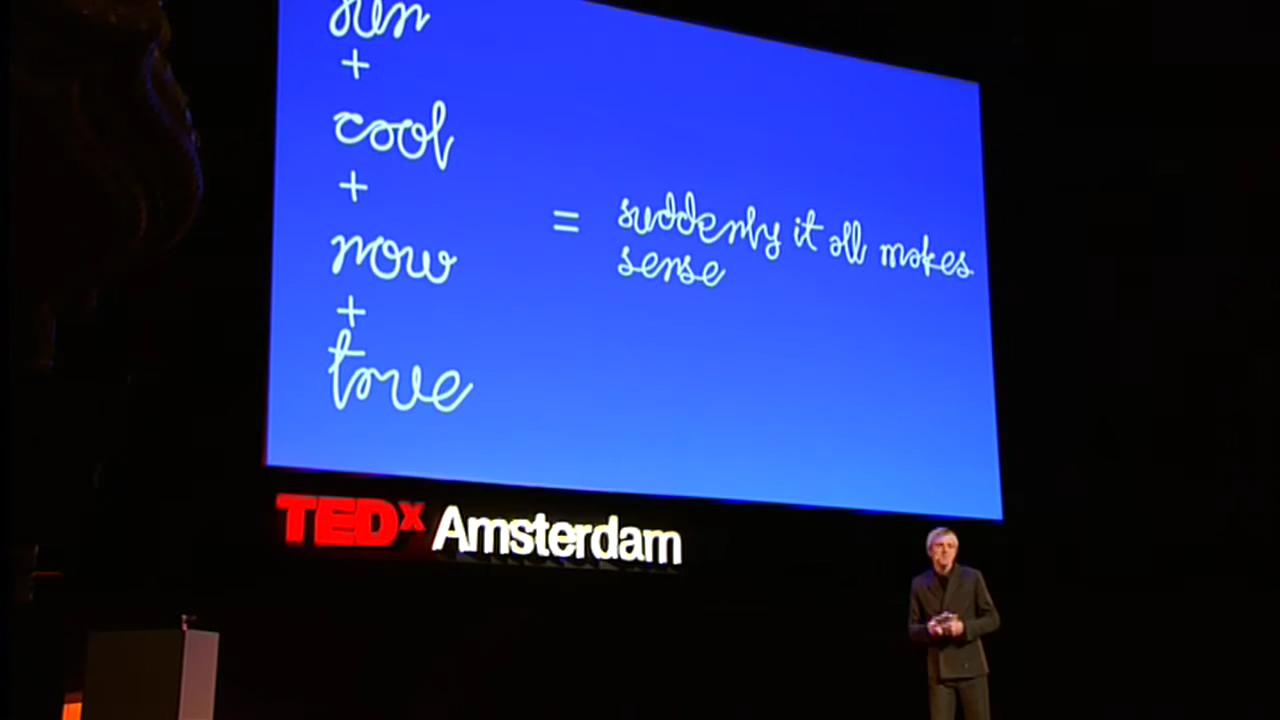 +
cool
+
now
+
true
= suddenly it all makes
sense
TEDx Amsterdam